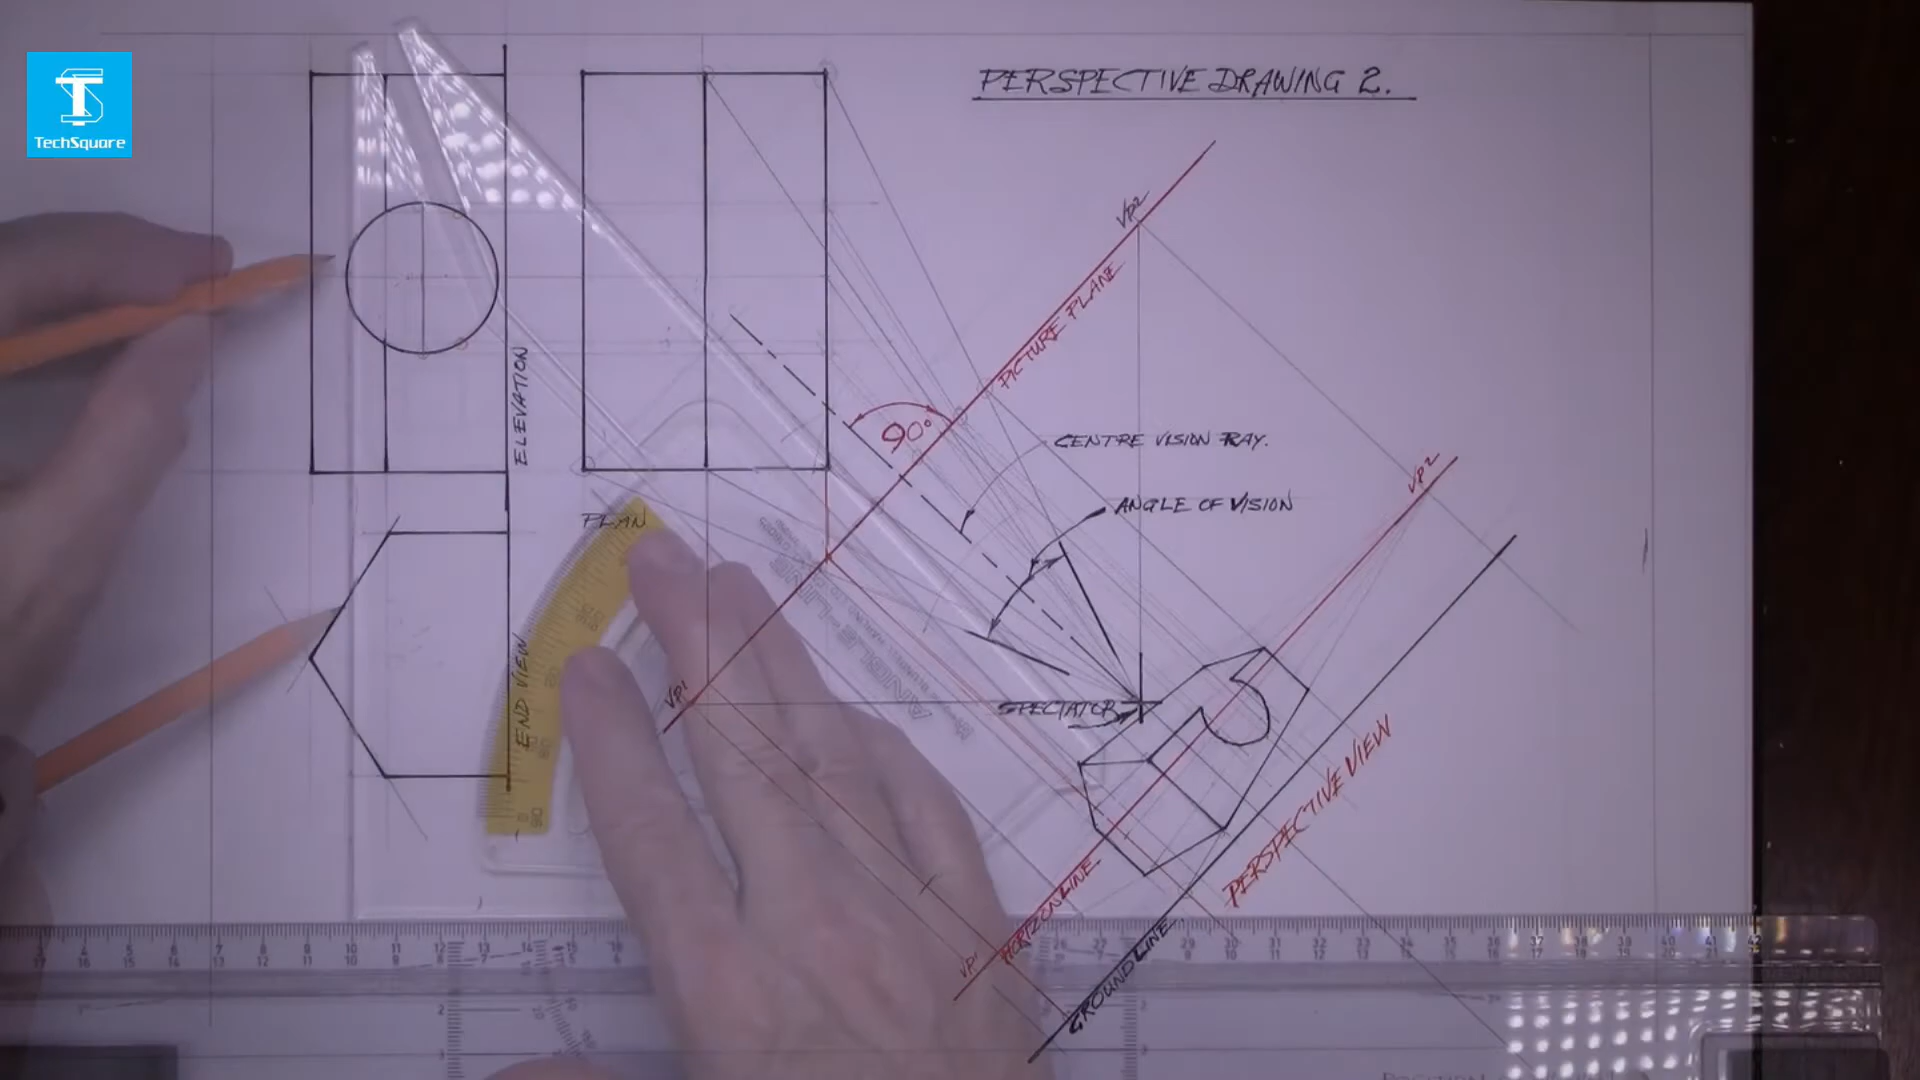 TechSquare
PERSPECTIVE DRAWING 2.
VP2
PICTURE PLANE
ELEVATION
90°
CENTRE VISION RAY.
ANGLE OF VISION
VP2
PLAN
END VIEW
VP1
SPECTATOR
PERSPECTIVE VIEW
HORIZON LINE
VP1
GROUND LINE